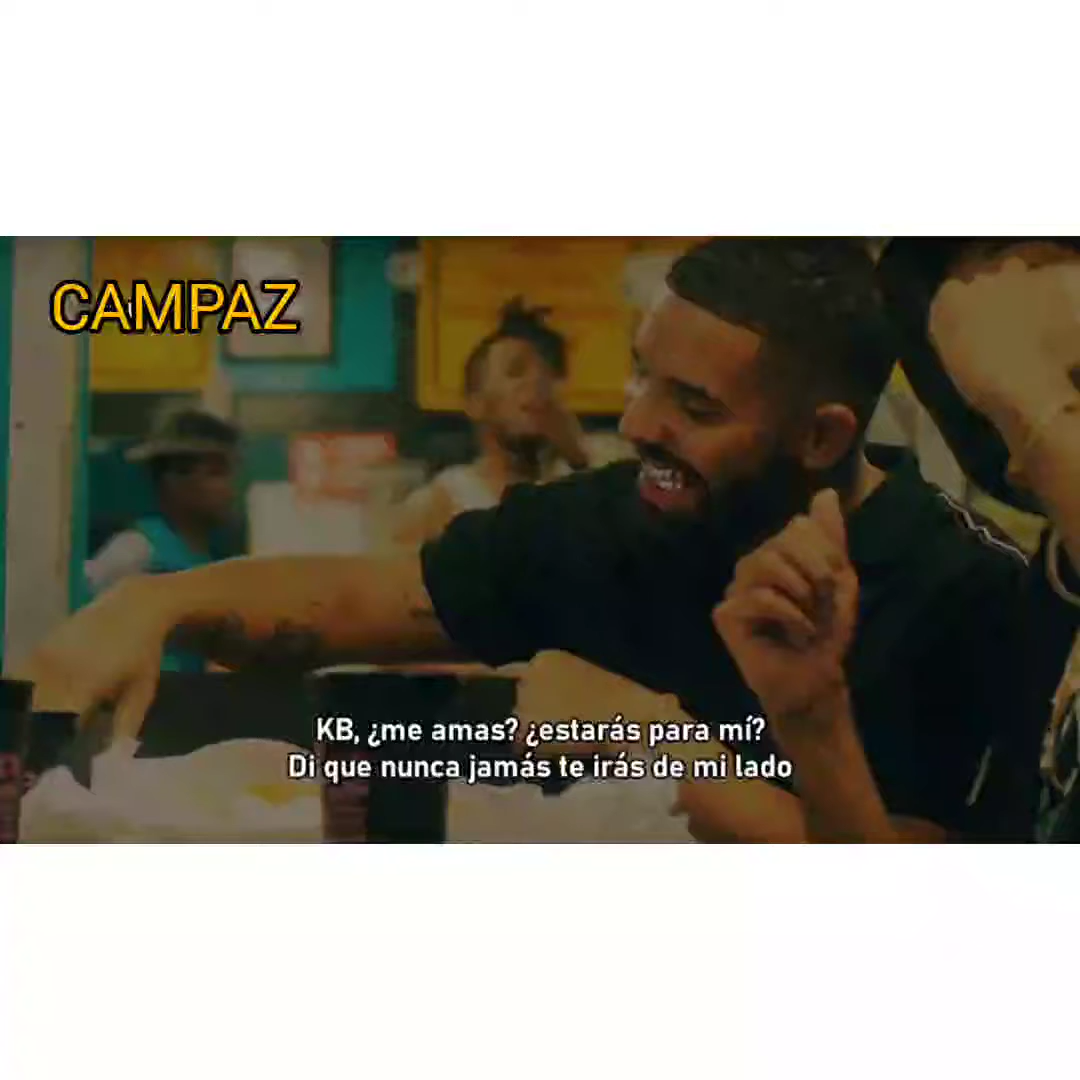 CAMPAZ
KB, ¿me amas? ¿estarás para mí?
Di que nunca jamás te irás de mi lado